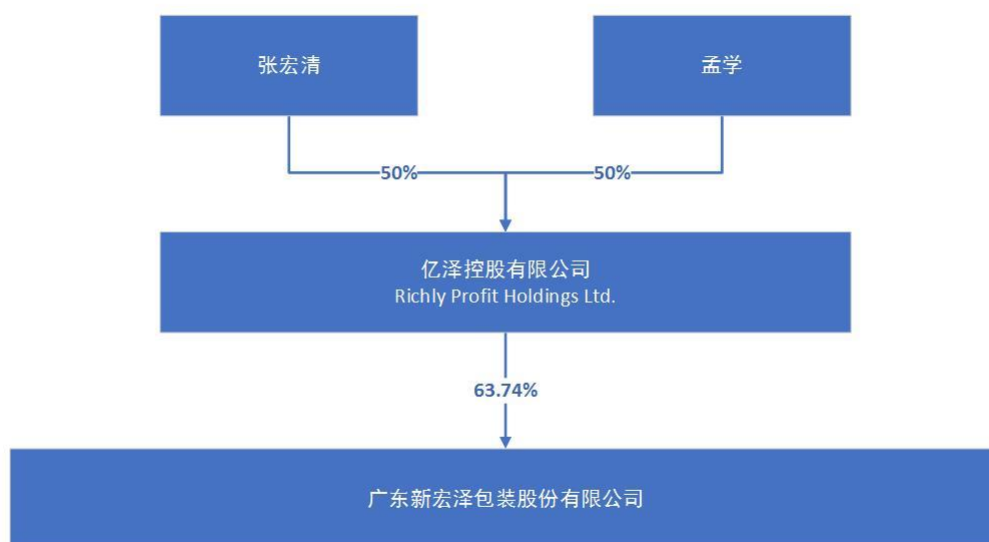 张宏清
孟学
50%
50%
亿泽控股有限公司
Richly Profit Holdings Ltd.
63.74%
广东新宏泽包装股份有限公司